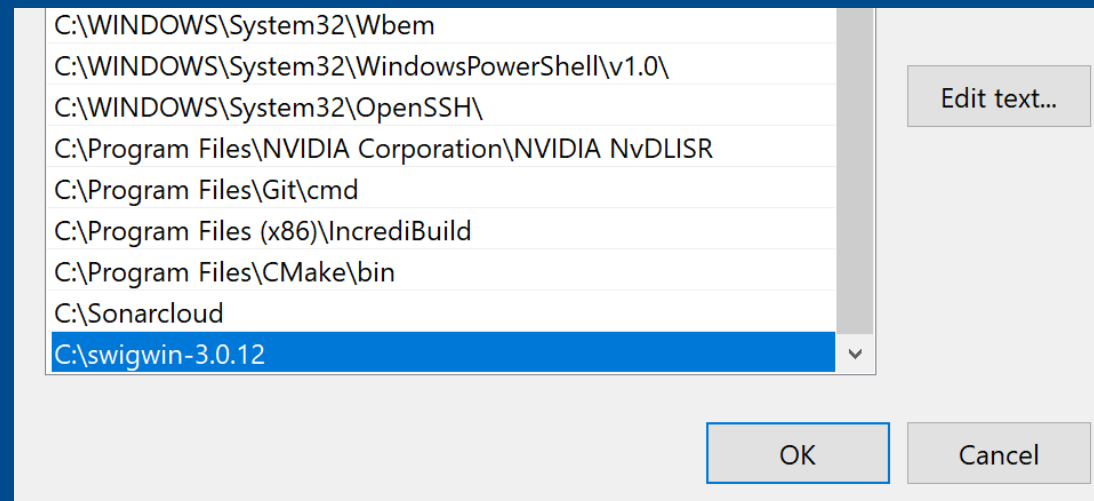 C:\WINDOWS\System32\Wbem
C:\WINDOWS\System32\WindowsPowerShell\v1.0\
C:\WINDOWS\System32\OpenSSH\
Edit text...
C:\Program Files\NVIDIA Corporation\NVIDIA NvDLISR
C:\Program Files\Git\cmd
C:\Program Files (x86)\IncrediBuild
C:\Program Files\CMake\bin
C:\Sonarcloud
C:\swigwin-3.0.12
OK
Cancel